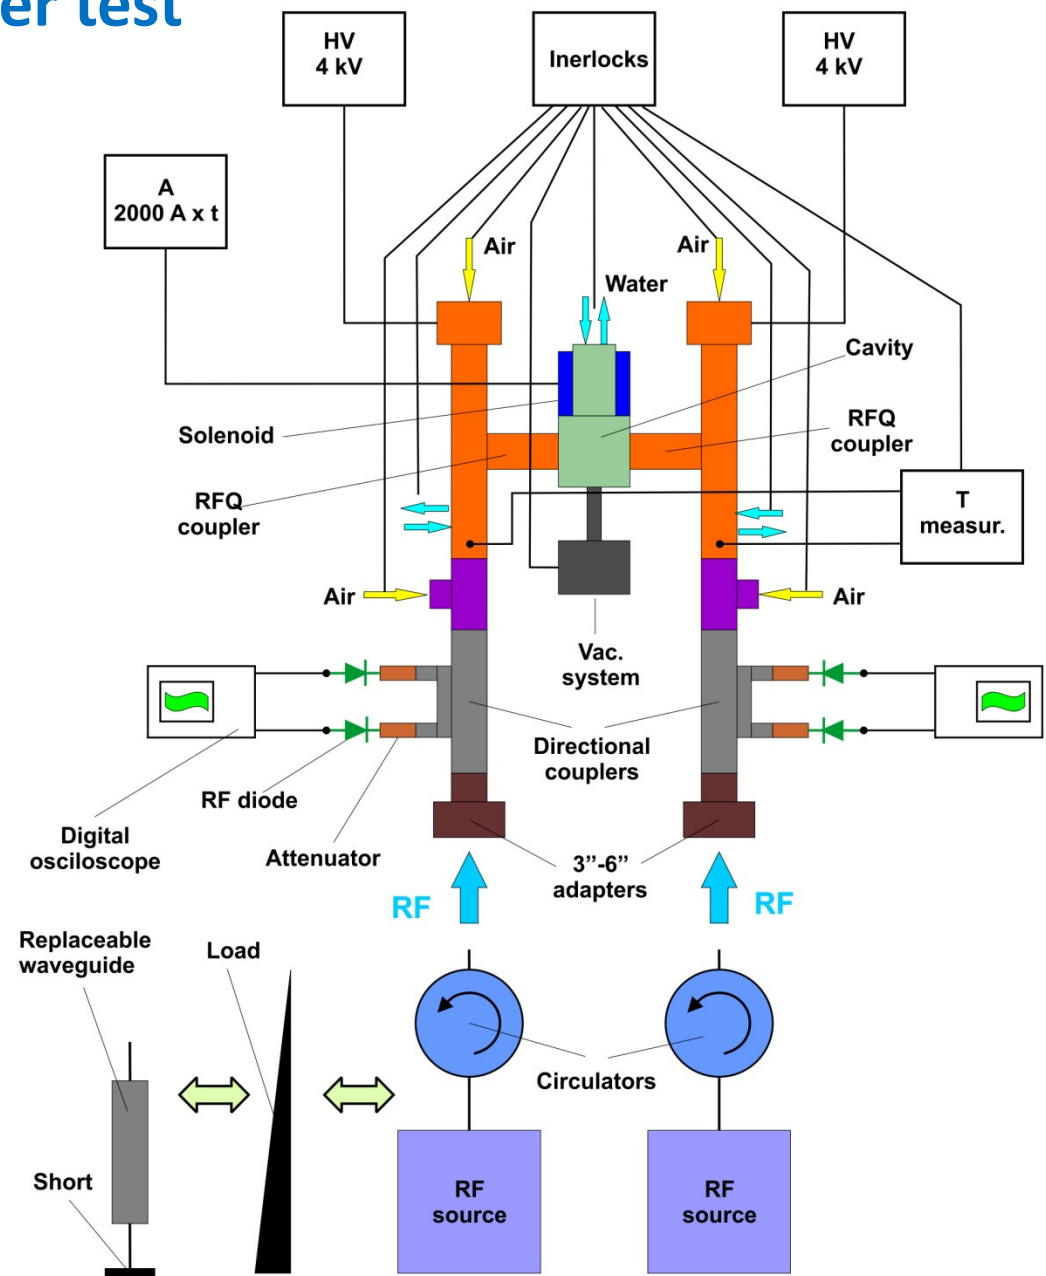 er test
HV
4 kV
Inerlocks
HV
4 kV
A
2000 A x t
Air
Air
Water
Cavity
Solenoid
RFQ
coupler
RFQ
coupler
T
measur.
Air
Air
Vac.
system
Directional
couplers
RF diode
Digital
osciloscope
Attenuator
3”-6”
adapters
RF
RF
Replaceable
waveguide
Load
Circulators
Short
RF
source
RF
source